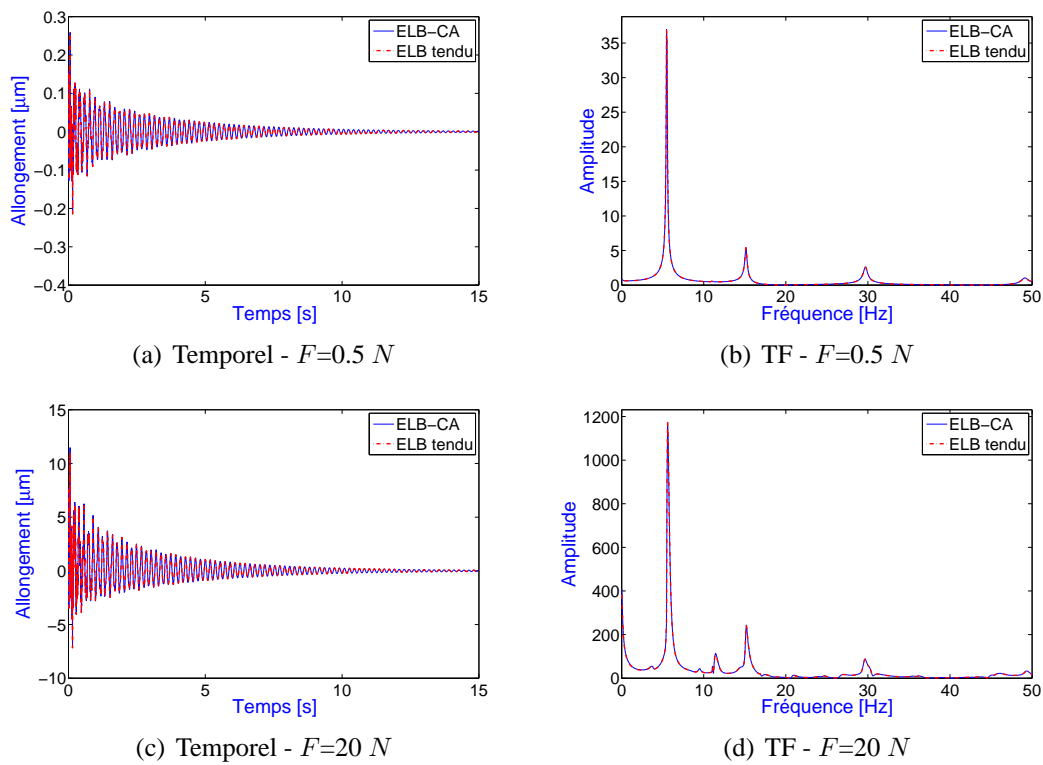 0.3
0.2
0.1
0
−0.1
−0.2
−0.3
−0.4
0
5
10
15
Allongement [µm]
Temps [s]
ELB−CA
ELB tendu
(a) Temporel - F=0.5 N
35
30
25
20
15
10
5
0
0
10
20
30
40
50
Amplitude
Fréquence [Hz]
ELB−CA
ELB tendu
(b) TF - F=0.5 N
15
10
5
0
−5
−10
0
5
10
15
Allongement [µm]
Temps [s]
ELB−CA
ELB tendu
(c) Temporel - F=20 N
1200
1000
800
600
400
200
0
0
10
20
30
40
50
Amplitude
Fréquence [Hz]
ELB−CA
ELB tendu
(d) TF - F=20 N